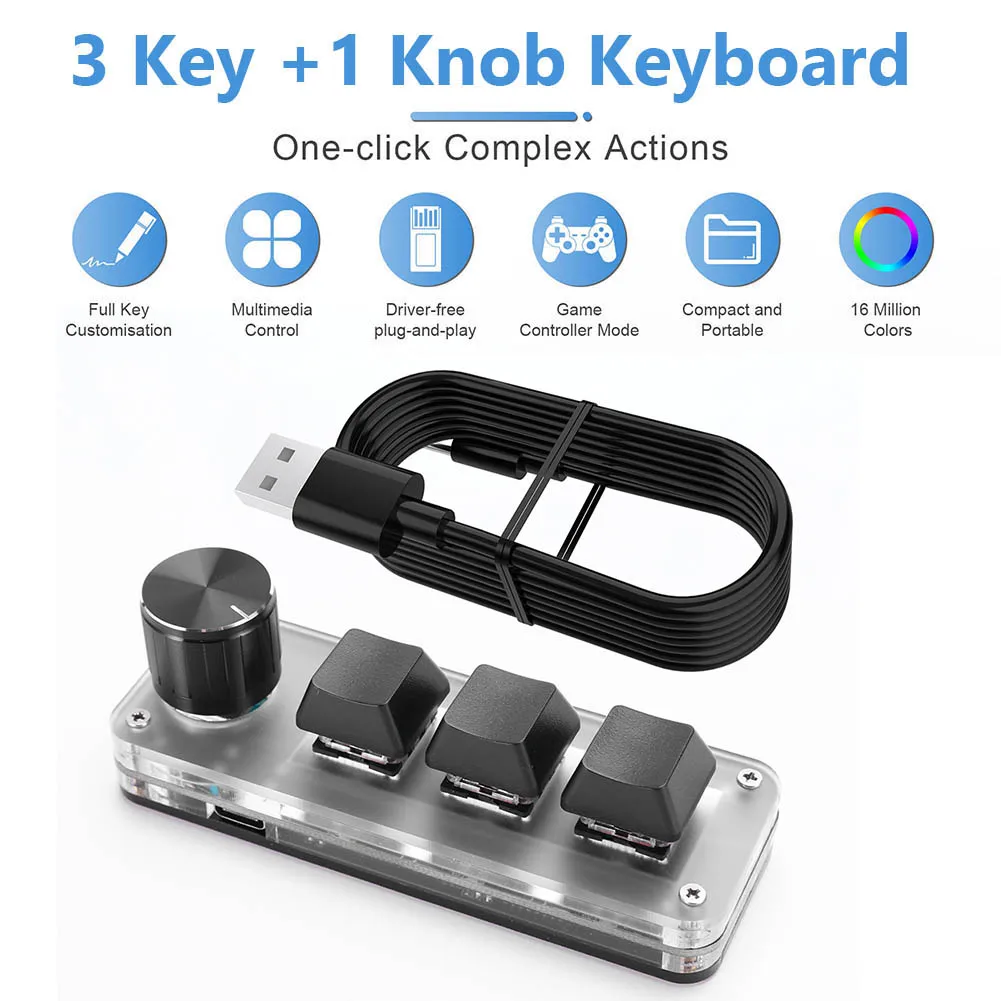 3 Key +1 Knob Keyboard
One-click Complex Actions
Full Key
Customisation
Multimedia
Control
Driver-free
plug-and-play
Game
Controller Mode
Compact and
Portable
16 Million
Colors